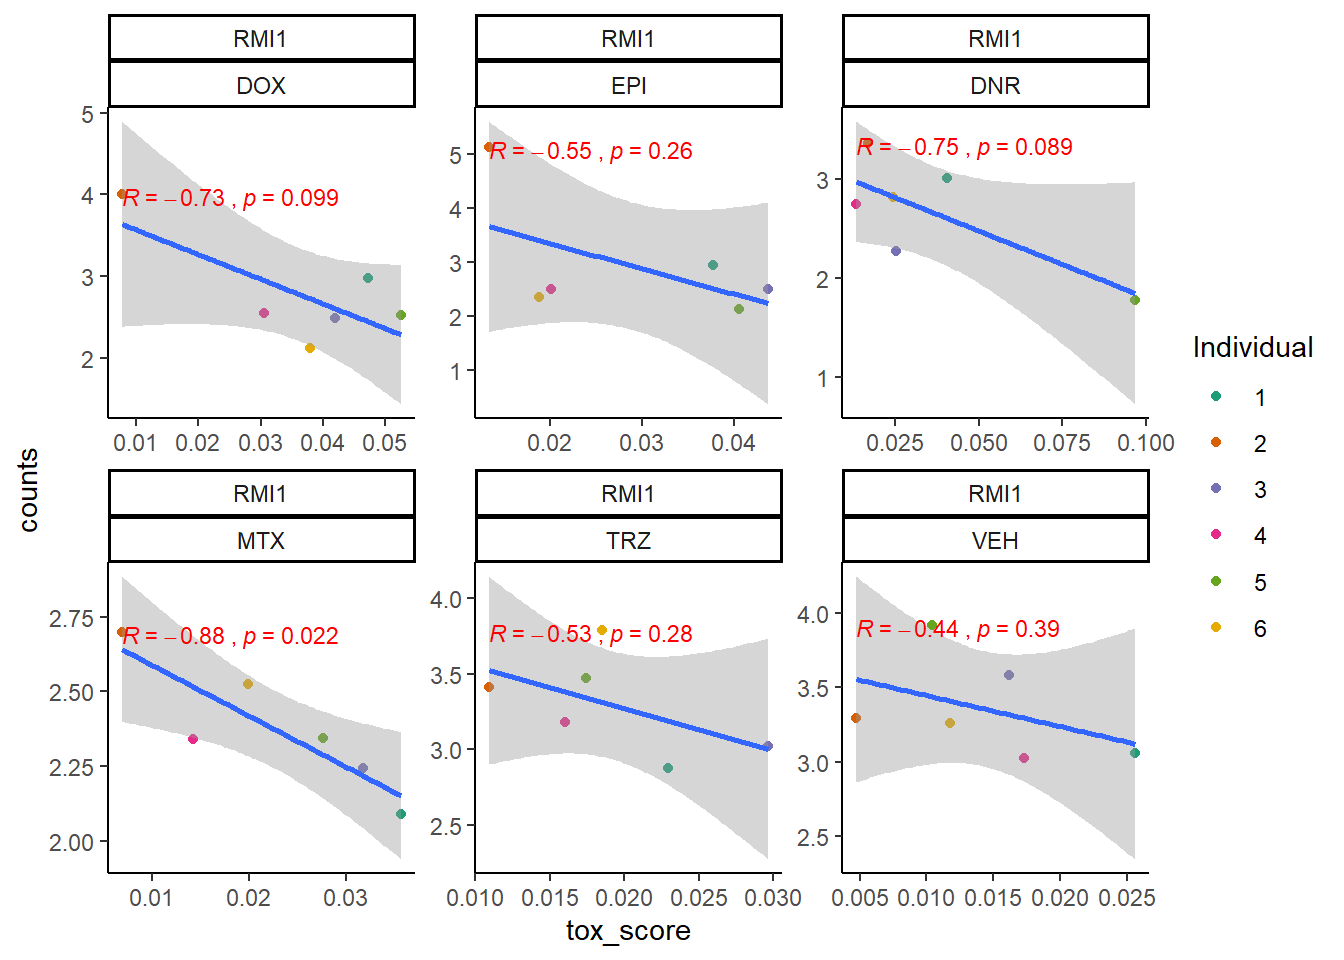 RMI1 RMI1 RMI1
DOX EPI DNR
5
4
3
2
R = −0.73 , p = 0.099
0.01 0.02 0.03 0.04 0.05
5
4
3
2
1
R = −0.55 , p = 0.26
0.02 0.03 0.04
3
2
1
R = −0.75 , p = 0.089
0.025 0.050 0.075 0.100
counts
RMI1 RMI1 RMI1
MTX TRZ VEH
2.75
2.50
2.25
2.00
R = −0.88 , p = 0.022
0.01 0.02 0.03
4.0
3.5
3.0
2.5
R = −0.53 , p = 0.28
0.010 0.015 0.020 0.025 0.030
4.0
3.5
3.0
2.5
R = −0.44 , p = 0.39
0.005 0.010 0.015 0.020 0.025
tox_score
Individual
1
2
3
4
5
6